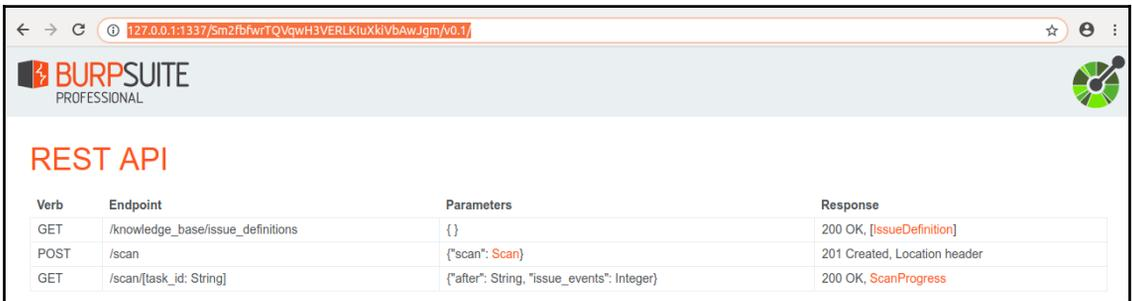 127.0.0.1:1337/Sm2fbfwrTQVqwH3VERLKIuXkiVbAwJgm/v0.1/
BURPSUITE
PROFESSIONAL
REST API
Verb Endpoint Parameters Response
GET /knowledge_base/issue_definitions { } 200 OK, [IssueDefinition]
POST /scan {"scan": Scan} 201 Created, Location header
GET /scan/[task_id: String] {"after": String, "issue_events": Integer} 200 OK, ScanProgress